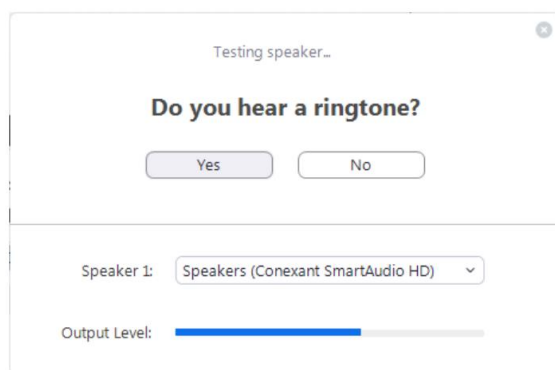 Testing speaker...
Do you hear a ringtone?
Yes No
Speaker 1: Speakers (Conexant SmartAudio HD)
Output Level: